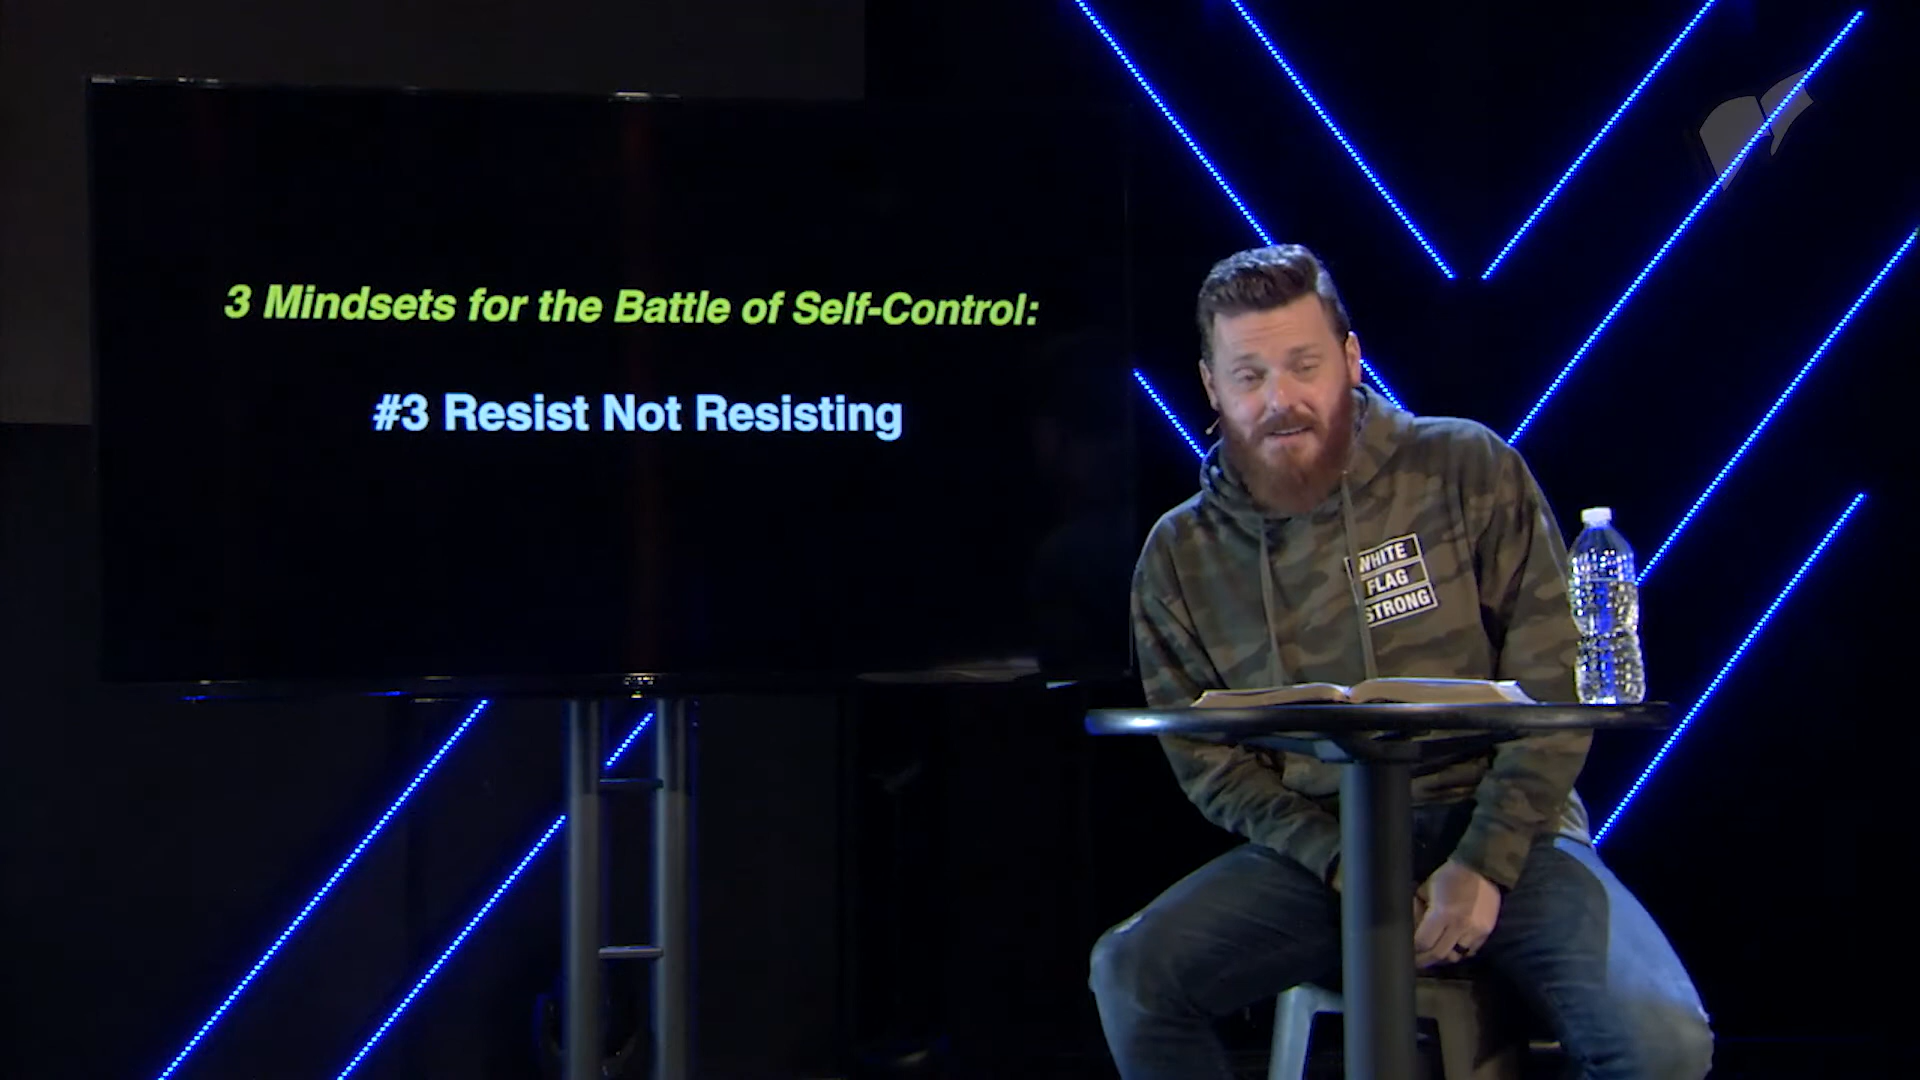 3 Mindsets for the Battle of Self-Control:
#3 Resist Not Resisting
WHITE
FLAG
STRONG